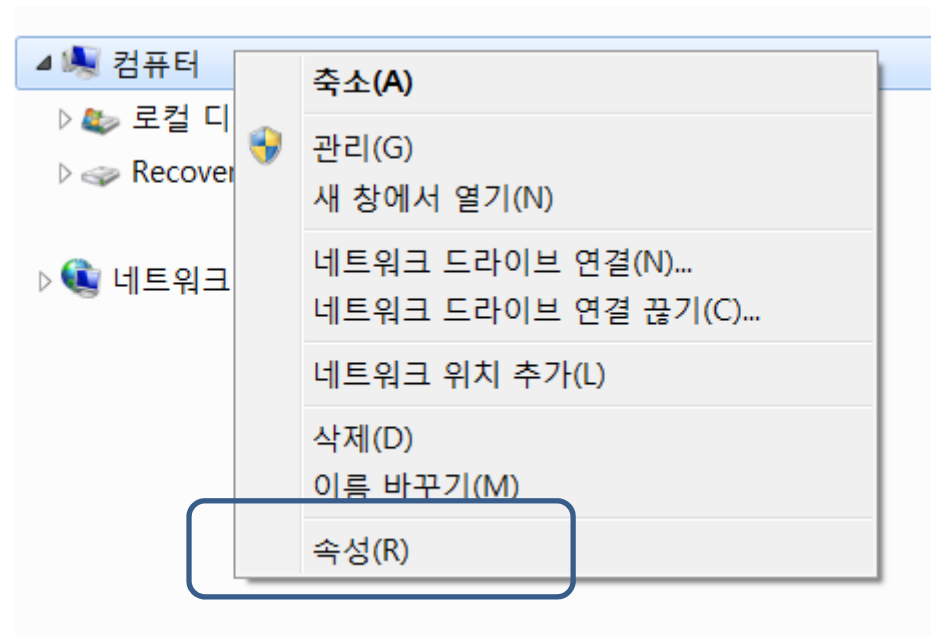 컴퓨터
축소(A)
로컬 디
관리(G)
Recover
새 창에서 열기(N)
네트워크 드라이브 연결(N)...
네트워크
네트워크 드라이브 연결 끊기(C)...
네트워크 위치 추가(L)
삭제(D)
이름 바꾸기(M)
속성(R)